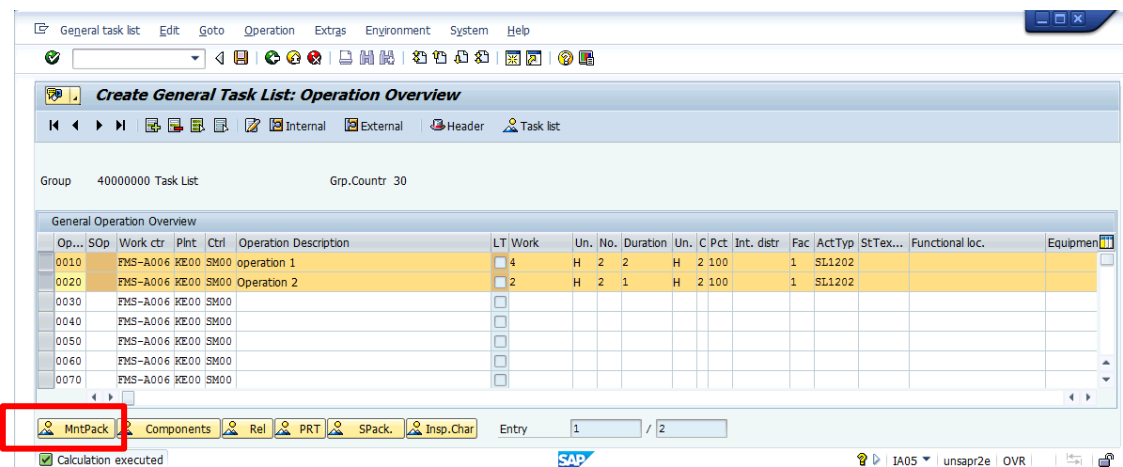 General task list Edit Goto Operation Extras Environment System Help
Create General Task List: Operation Overview
Internal External Header Task list
Group 40000000 Task List Grp.Countr 30
General Operation Overview
Op... SOp Work ctr Plnt Ctrl Operation Description LT Work Un. No. Duration Un. C Pct Int. distr Fac ActTyp StTex... Functional loc. Equipmen
0010 FMS-A006 KE00 SM00 operation 1 4 H 2 2 H 2 100 1 SL1202
0020 FMS-A006 KE00 SM00 Operation 2 2 H 2 1 H 2 100 1 SL1202
0030 FMS-A006 KE00 SM00
0040 FMS-A006 KE00 SM00
0050 FMS-A006 KE00 SM00
0060 FMS-A006 KE00 SM00
0070 FMS-A006 KE00 SM00
MntPack Components Rel PRT SPack. Insp.Char Entry 1 / 2
Calculation executed SAP IA05 unsapr2e OVR